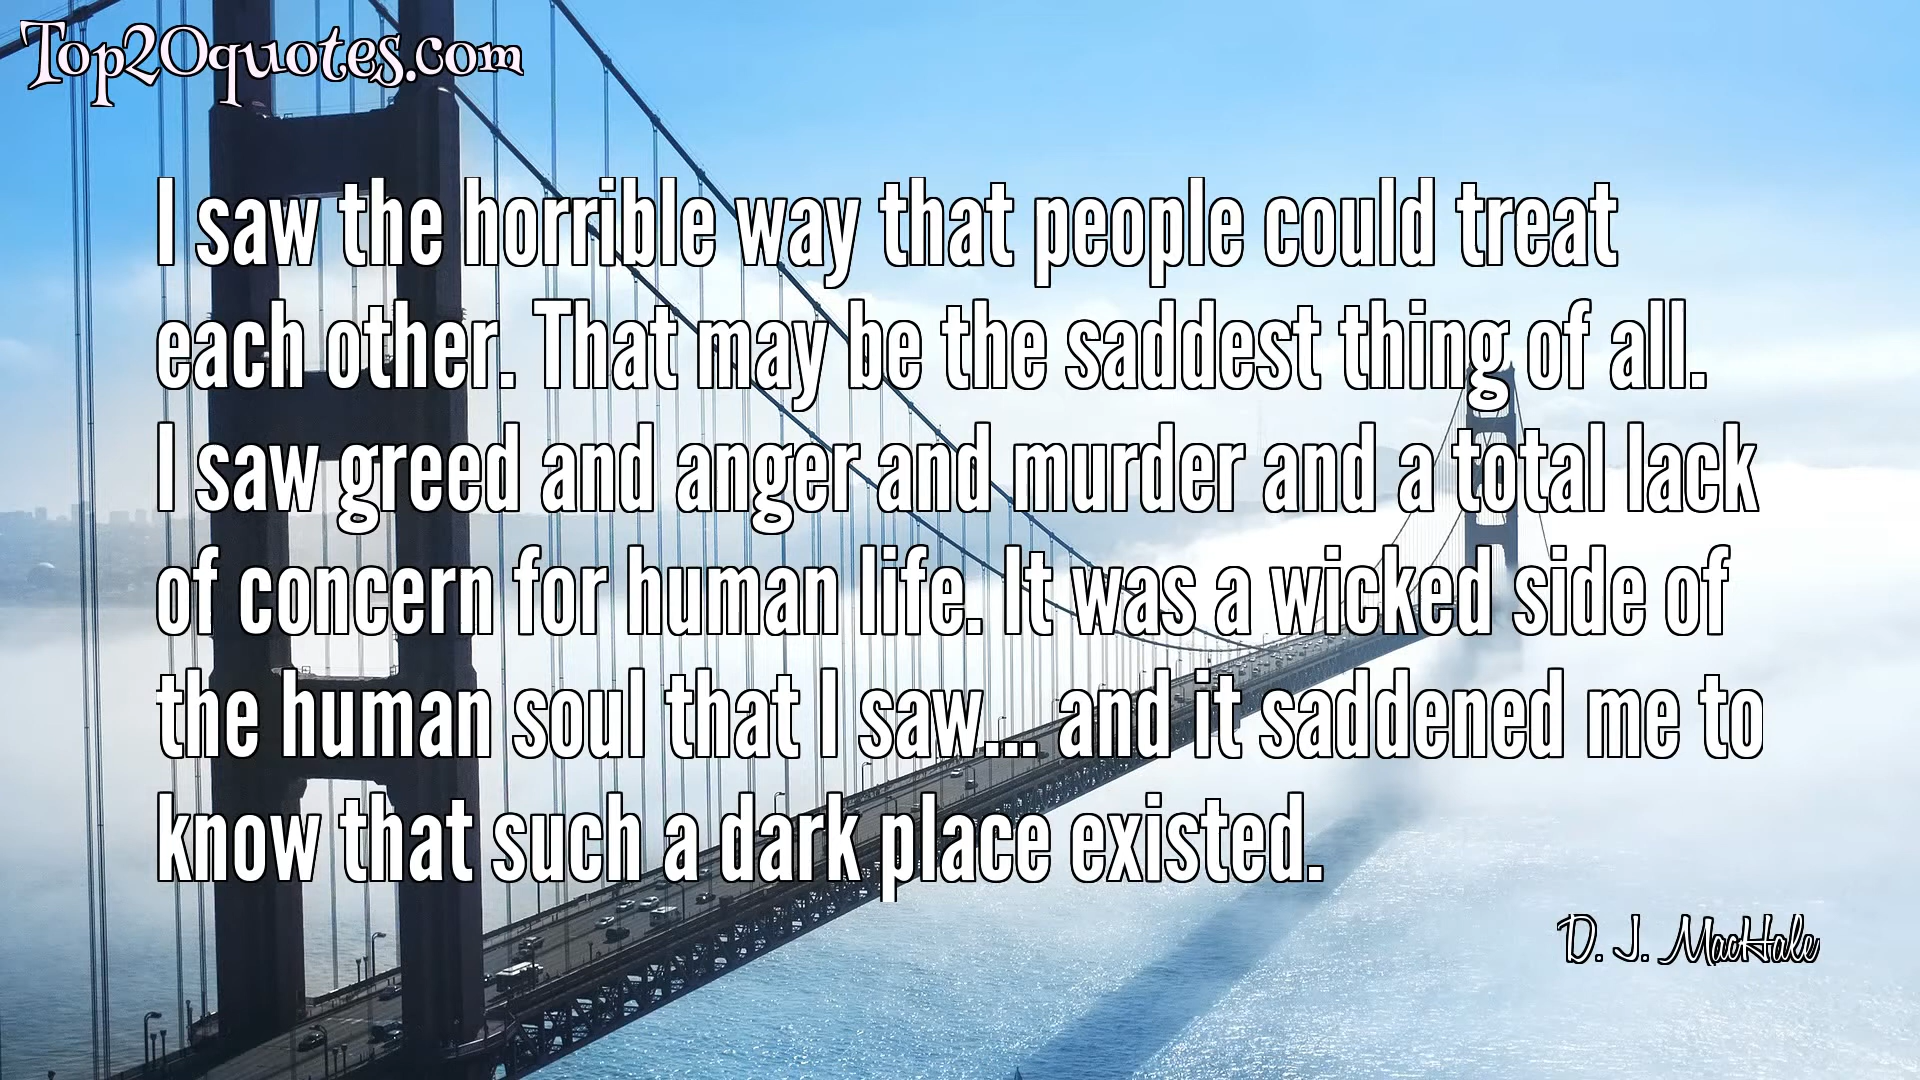 Top20quotes.com
I saw the horrible way that people could treat
each other. That may be the saddest thing of all.
I saw greed and anger and murder and a total lack
of concern for human life. It was a wicked side of
the human soul that I saw... and it saddened me to
know that such a dark place existed.
D. J. MacHale